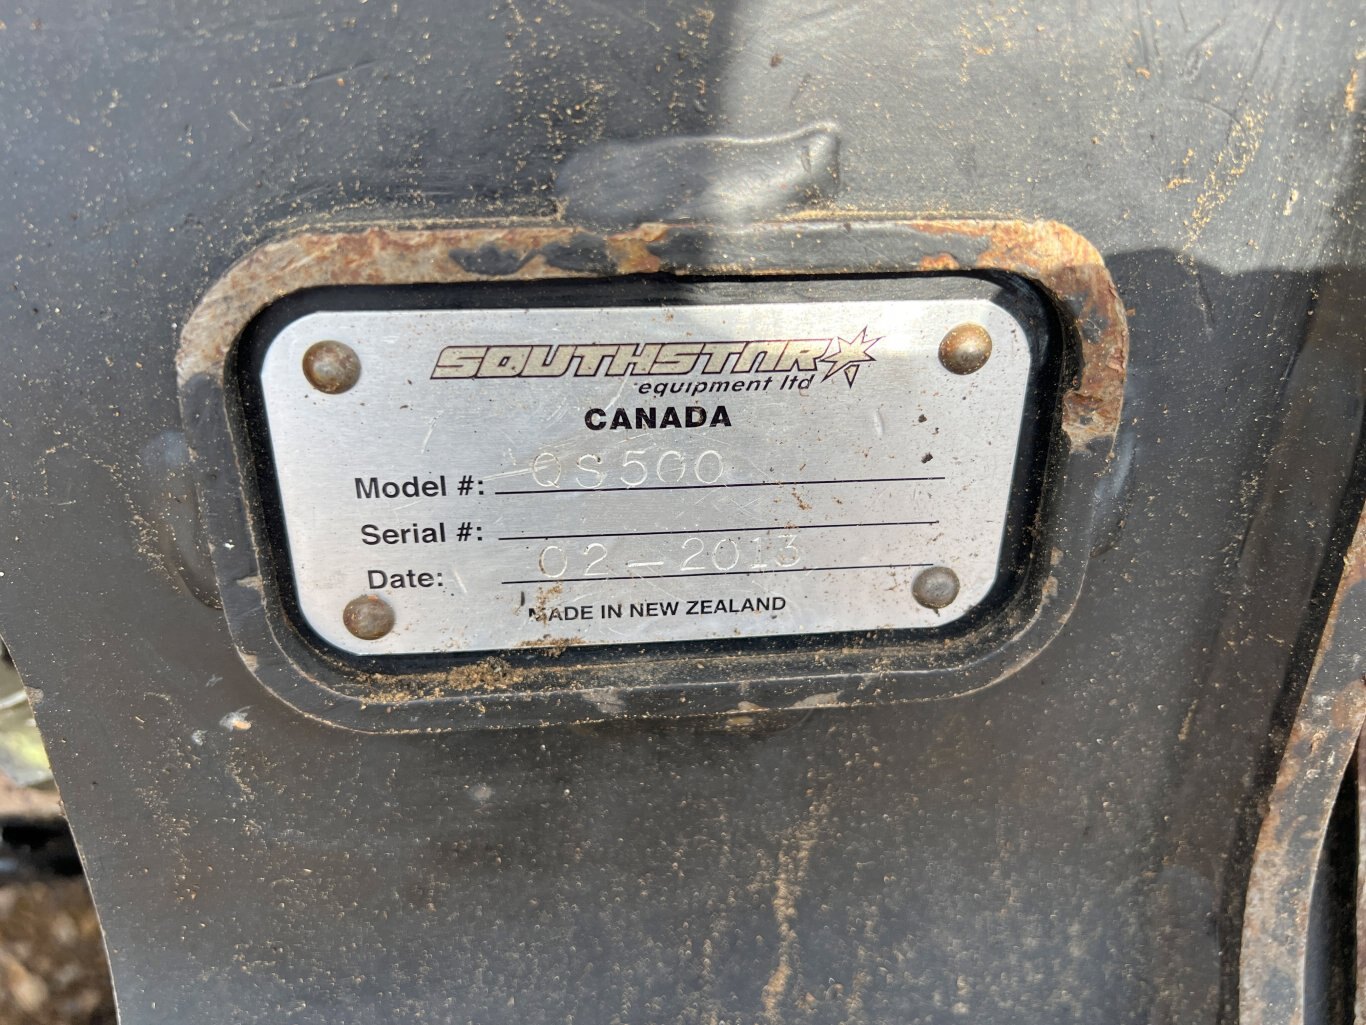 SOUTHSTAR
equipment ltd
CANADA
Model #: QS500
Serial #:
Date: 02-2013
MADE IN NEW ZEALAND